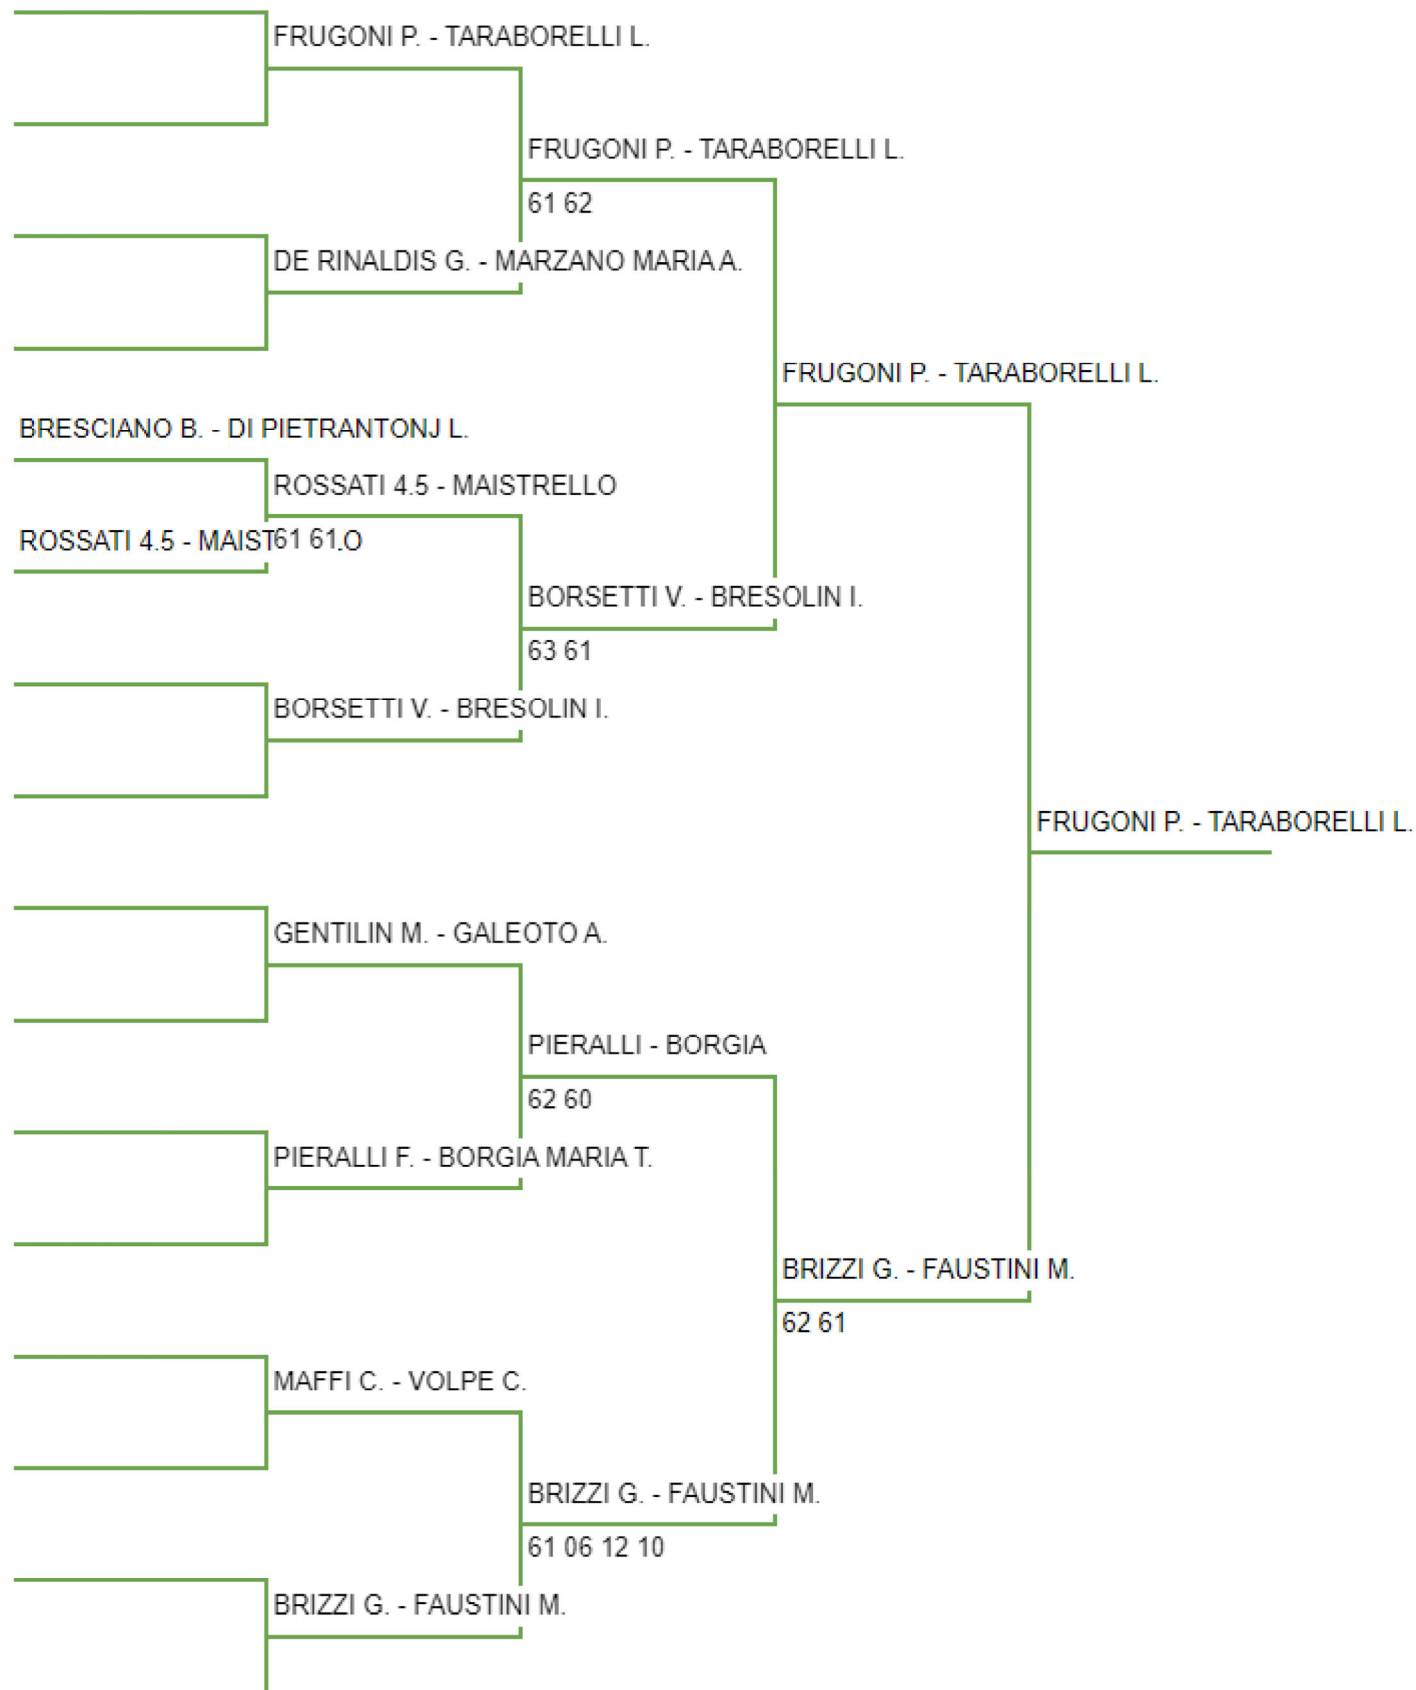 FRUGONI P. - TARABORELLI L.
FRUGONI P. - TARABORELLI L.
61 62
DE RINALDIS G. - MARZANO MARIA A.
FRUGONI P. - TARABORELLI L.
BRESCIANO B. - DI PIETRANTONJ L.
ROSSATI 4.5 - MAISTRELLO
ROSSATI 4.5 -
61 61
BORSETTI V. - BRESOLIN I.
63 61
BORSETTI V. - BRESOLIN I.
FRUGONI P. - TARABORELLI L.
GENTILIN M. - GALEOTO A.
PIERALLI - BORGIA
62 60
PIERALLI F. - BORGIA MARIA T.
BRIZZI G. - FAUSTINI M.
62 61
MAFFI C. - VOLPE C.
BRIZZI G. - FAUSTINI M.
61 06 12 10
BRIZZI G. - FAUSTINI M.